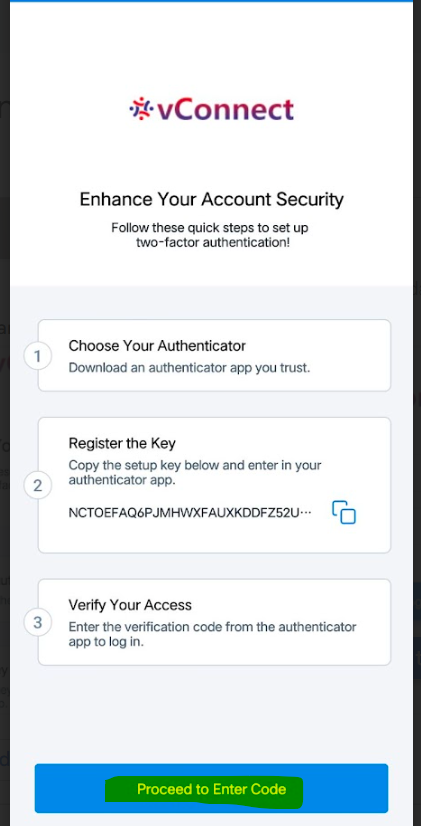 vConnect
Enhance Your Account Security
Follow these quick steps to set up
two-factor authentication!
1
Choose Your Authenticator
Download an authenticator app you trust.
2
Register the Key
Copy the setup key below and enter in your
authenticator app.
NCTOEFAQ6PJMHWXFAUXKDDFZ52U···
3
Verify Your Access
Enter the verification code from the authenticator
app to log in.
Proceed to Enter Code